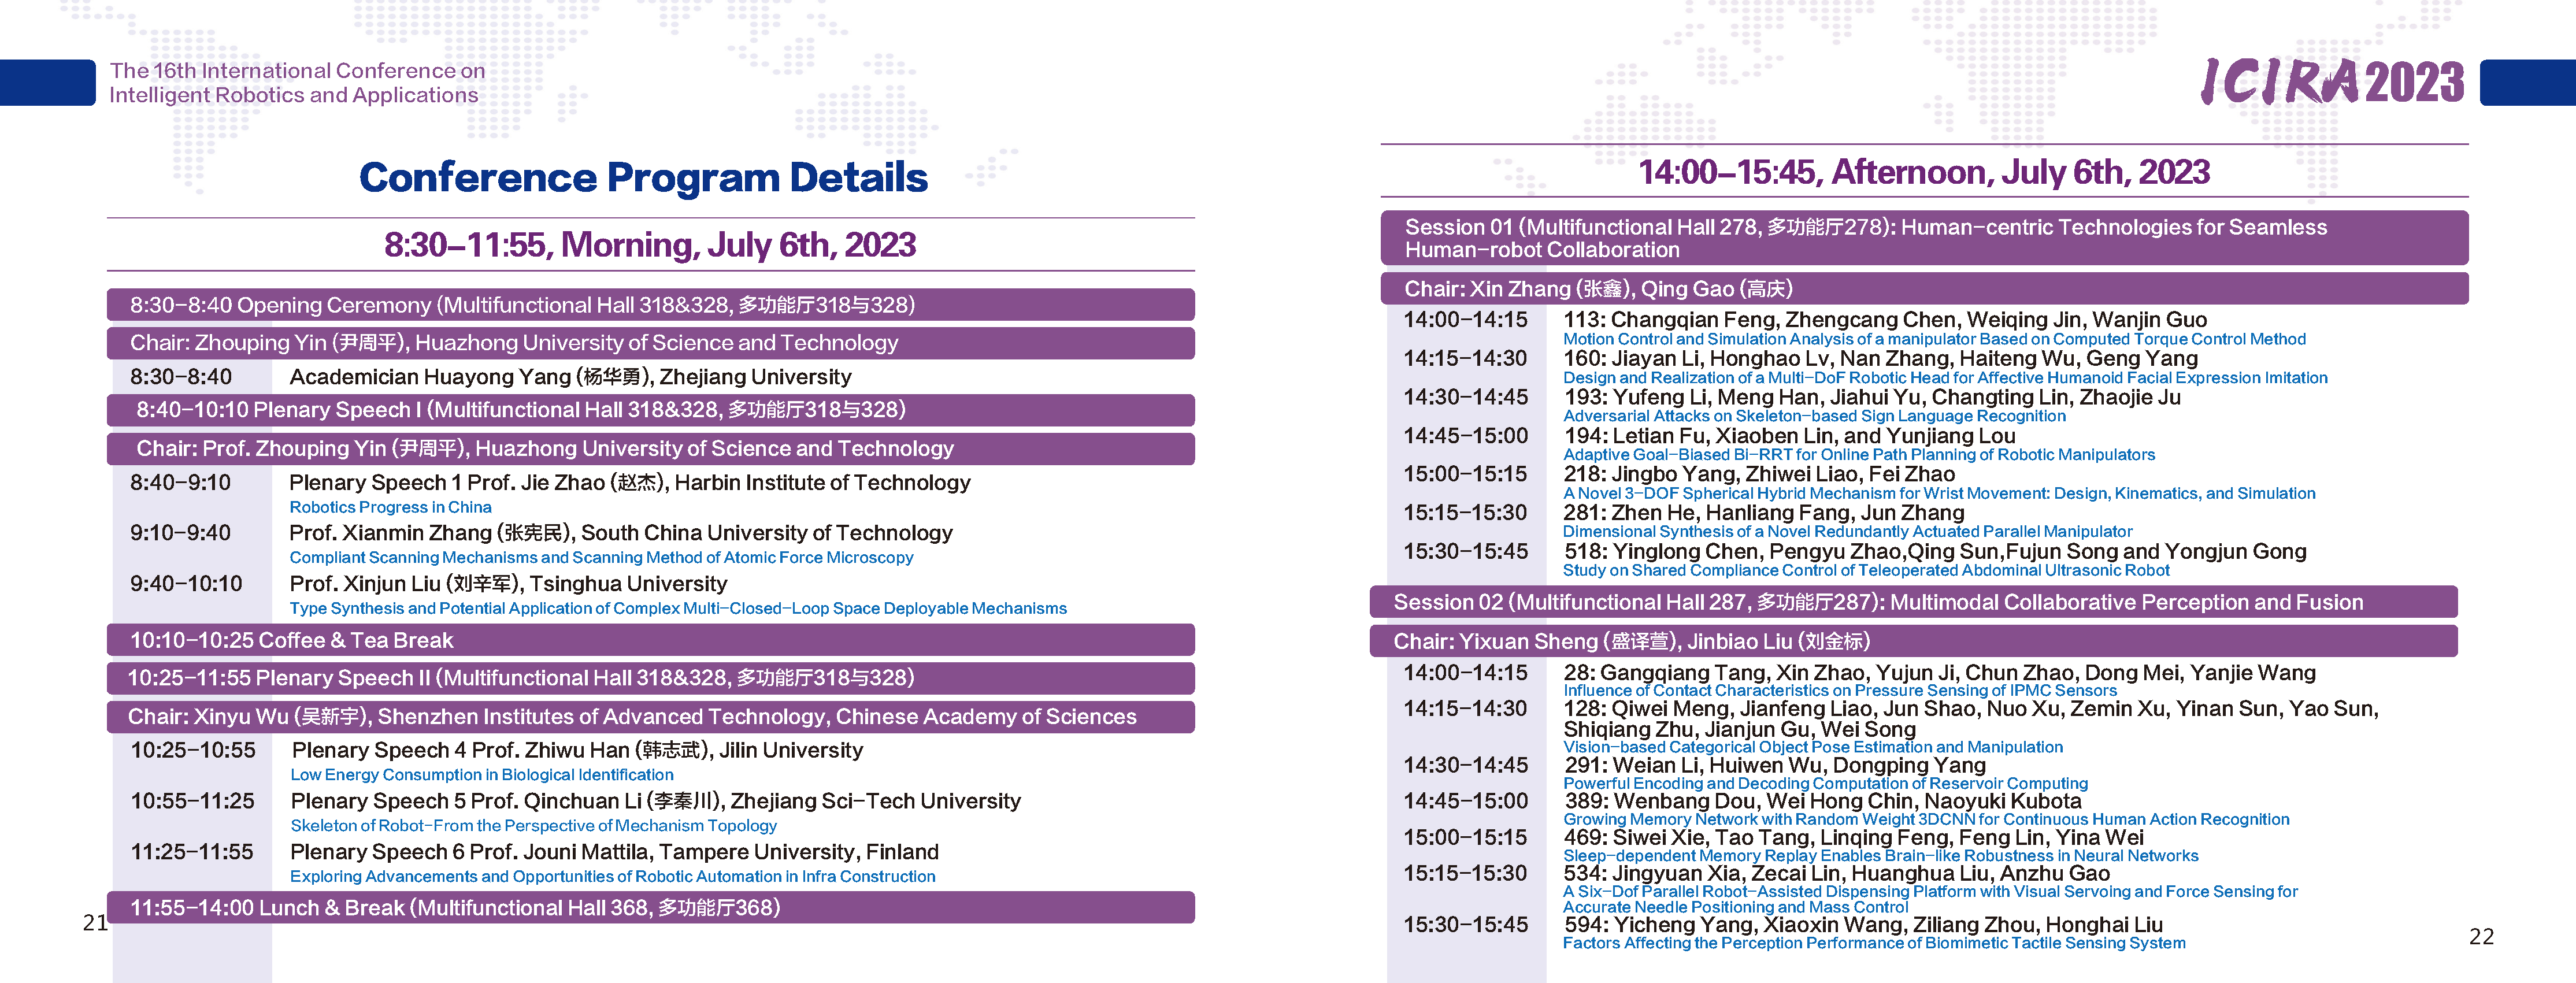 The 16th International Conference on
Intelligent Robotics and Applications
Conference Program Details
8:30-11:55, Morning, July 6th, 2023
8:30-8:40 Opening Ceremony (Multifunctional Hall 318&328, 多功能厅318与328)
Chair: Zhouping Yin (尹周平), Huazhong University of Science and Technology
8:30-8:40 Academician Huayong Yang (杨华勇), Zhejiang University
8:40-10:10 Plenary Speech I (Multifunctional Hall 318&328, 多功能厅318与328)
Chair: Prof. Zhouping Yin (尹周平), Huazhong University of Science and Technology
8:40-9:10 Plenary Speech 1 Prof. Jie Zhao (赵杰), Harbin Institute of Technology
Robotics Progress in China
9:10-9:40 Prof. Xianmin Zhang (张宪民), South China University of Technology
Compliant Scanning Mechanisms and Scanning Method of Atomic Force Microscopy
9:40-10:10 Prof. Xinjun Liu (刘辛军), Tsinghua University
Type Synthesis and Potential Application of Complex Multi-Closed-Loop Space Deployable Mechanisms
10:10-10:25 Coffee & Tea Break
10:25-11:55 Plenary Speech II (Multifunctional Hall 318&328, 多功能厅318与328)
Chair: Xinyu Wu (吴新宇), Shenzhen Institutes of Advanced Technology, Chinese Academy of Sciences
10:25-10:55 Plenary Speech 4 Prof. Zhiwu Han (韩志武), Jilin University
Low Energy Consumption in Biological Identification
10:55-11:25 Plenary Speech 5 Prof. Qinchuan Li (李秦川), Zhejiang Sci-Tech University
Skeleton of Robot-From the Perspective of Mechanism Topology
11:25-11:55 Plenary Speech 6 Prof. Jouni Mattila, Tampere University, Finland
Exploring Advancements and Opportunities of Robotic Automation in Infra Construction
11:55-14:00 Lunch & Break (Multifunctional Hall 368, 多功能厅368)
21
ICIRA2023
14:00-15:45, Afternoon, July 6th, 2023
Session 01 (Multifunctional Hall 278, 多功能厅278): Human-centric Technologies for Seamless
Human-robot Collaboration
Chair: Xin Zhang (张鑫), Qing Gao (高庆)
14:00-14:15 113: Changqian Feng, Zhengcang Chen, Weiqing Jin, Wanjin Guo
Motion Control and Simulation Analysis of a manipulator Based on Computed Torque Control Method
14:15-14:30 160: Jiayan Li, Honghao Lv, Nan Zhang, Haiteng Wu, Geng Yang
Design and Realization of a Multi-DoF Robotic Head for Affective Humanoid Facial Expression Imitation
14:30-14:45 193: Yufeng Li, Meng Han, Jiahui Yu, Changting Lin, Zhaojie Ju
Adversarial Attacks on Skeleton-based Sign Language Recognition
14:45-15:00 194: Letian Fu, Xiaoben Lin, and Yunjiang Lou
Adaptive Goal-Biased Bi-RRT for Online Path Planning of Robotic Manipulators
15:00-15:15 218: Jingbo Yang, Zhiwei Liao, Fei Zhao
A Novel 3-DOF Spherical Hybrid Mechanism for Wrist Movement: Design, Kinematics, and Simulation
15:15-15:30 281: Zhen He, Hanliang Fang, Jun Zhang
Dimensional Synthesis of a Novel Redundantly Actuated Parallel Manipulator
15:30-15:45 518: Yinglong Chen, Pengyu Zhao,Qing Sun,Fujun Song and Yongjun Gong
Study on Shared Compliance Control of Teleoperated Abdominal Ultrasonic Robot
Session 02 (Multifunctional Hall 287, 多功能厅287): Multimodal Collaborative Perception and Fusion
Chair: Yixuan Sheng (盛译萱), Jinbiao Liu (刘金标)
14:00-14:15 28: Gangqiang Tang, Xin Zhao, Yujun Ji, Chun Zhao, Dong Mei, Yanjie Wang
Influence of Contact Characteristics on Pressure Sensing of IPMC Sensors
14:15-14:30 128: Qiwei Meng, Jianfeng Liao, Jun Shao, Nuo Xu, Zemin Xu, Yinan Sun, Yao Sun,
Shiqiang Zhu, Jianjun Gu, Wei Song
Vision-based Categorical Object Pose Estimation and Manipulation
14:30-14:45 291: Weian Li, Huiwen Wu, Dongping Yang
Powerful Encoding and Decoding Computation of Reservoir Computing
14:45-15:00 389: Wenbang Dou, Wei Hong Chin, Naoyuki Kubota
Growing Memory Network with Random Weight 3DCNN for Continuous Human Action Recognition
15:00-15:15 469: Siwei Xie, Tao Tang, Linqing Feng, Feng Lin, Yina Wei
Sleep-dependent Memory Replay Enables Brain-like Robustness in Neural Networks
15:15-15:30 534: Jingyuan Xia, Zecai Lin, Huanghua Liu, Anzhu Gao
A Six-Dof Parallel Robot-Assisted Dispensing Platform with Visual Servoing and Force Sensing for
Accurate Needle Positioning and Mass Control
15:30-15:45 594: Yicheng Yang, Xiaoxin Wang, Ziliang Zhou, Honghai Liu
Factors Affecting the Perception Performance of Biomimetic Tactile Sensing System
22